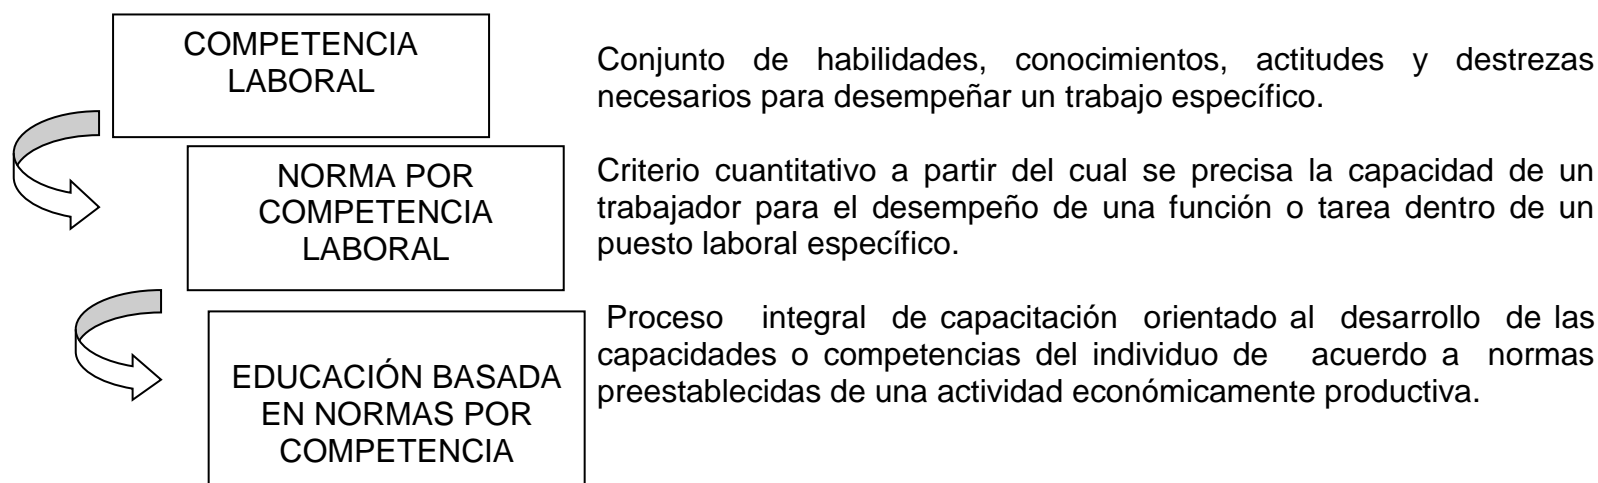 COMPETENCIA
LABORAL
Conjunto de habilidades, conocimientos, actitudes y destrezas
necesarios para desempeñar un trabajo específico.
NORMA POR
COMPETENCIA
LABORAL
Criterio cuantitativo a partir del cual se precisa la capacidad de un
trabajador para el desempeño de una función o tarea dentro de un
puesto laboral específico.
EDUCACIÓN BASADA
EN NORMAS POR
COMPETENCIA
Proceso integral de capacitación orientado al desarrollo de las
capacidades o competencias del individuo de acuerdo a normas
preestablecidas de una actividad económicamente productiva.